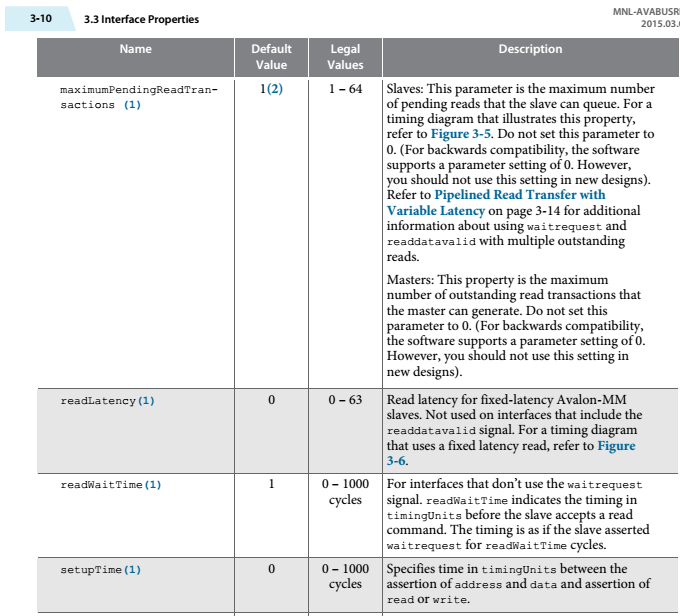 3-10 3.3 Interface Properties
MNL-AVABUSRE
2015.03.0
Name Default Value Legal Values Description
maximumPendingReadTran-
sactions (1)
1(2)
1 – 64
Slaves: This parameter is the maximum number
of pending reads that the slave can queue. For a
timing diagram that illustrates this property,
refer to Figure 3-5. Do not set this parameter to
0. (For backwards compatibility, the software
supports a parameter setting of 0. However,
you should not use this setting in new designs).
Refer to Pipelined Read Transfer with
Variable Latency on page 3-14 for additional
information about using waitrequest and
readdatavalid with multiple outstanding
reads.
Masters: This property is the maximum
number of outstanding read transactions that
the master can generate. Do not set this
parameter to 0. (For backwards compatibility,
the software supports a parameter setting of 0.
However, you should not use this setting in
new designs).
readLatency(1)
0
0 – 63
Read latency for fixed-latency Avalon-MM
slaves. Not used on interfaces that include the
readdatavalid signal. For a timing diagram
that uses a fixed latency read, refer to Figure
3-6.
readWaitTime(1)
1
0 – 1000
cycles
For interfaces that don’t use the waitrequest
signal. readWaitTime indicates the timing in
timingUnits before the slave accepts a read
command. The timing is as if the slave asserted
waitrequest for readWaitTime cycles.
setupTime(1)
0
0 – 1000
cycles
Specifies time in timingUnits between the
assertion of address and data and assertion of
read or write.